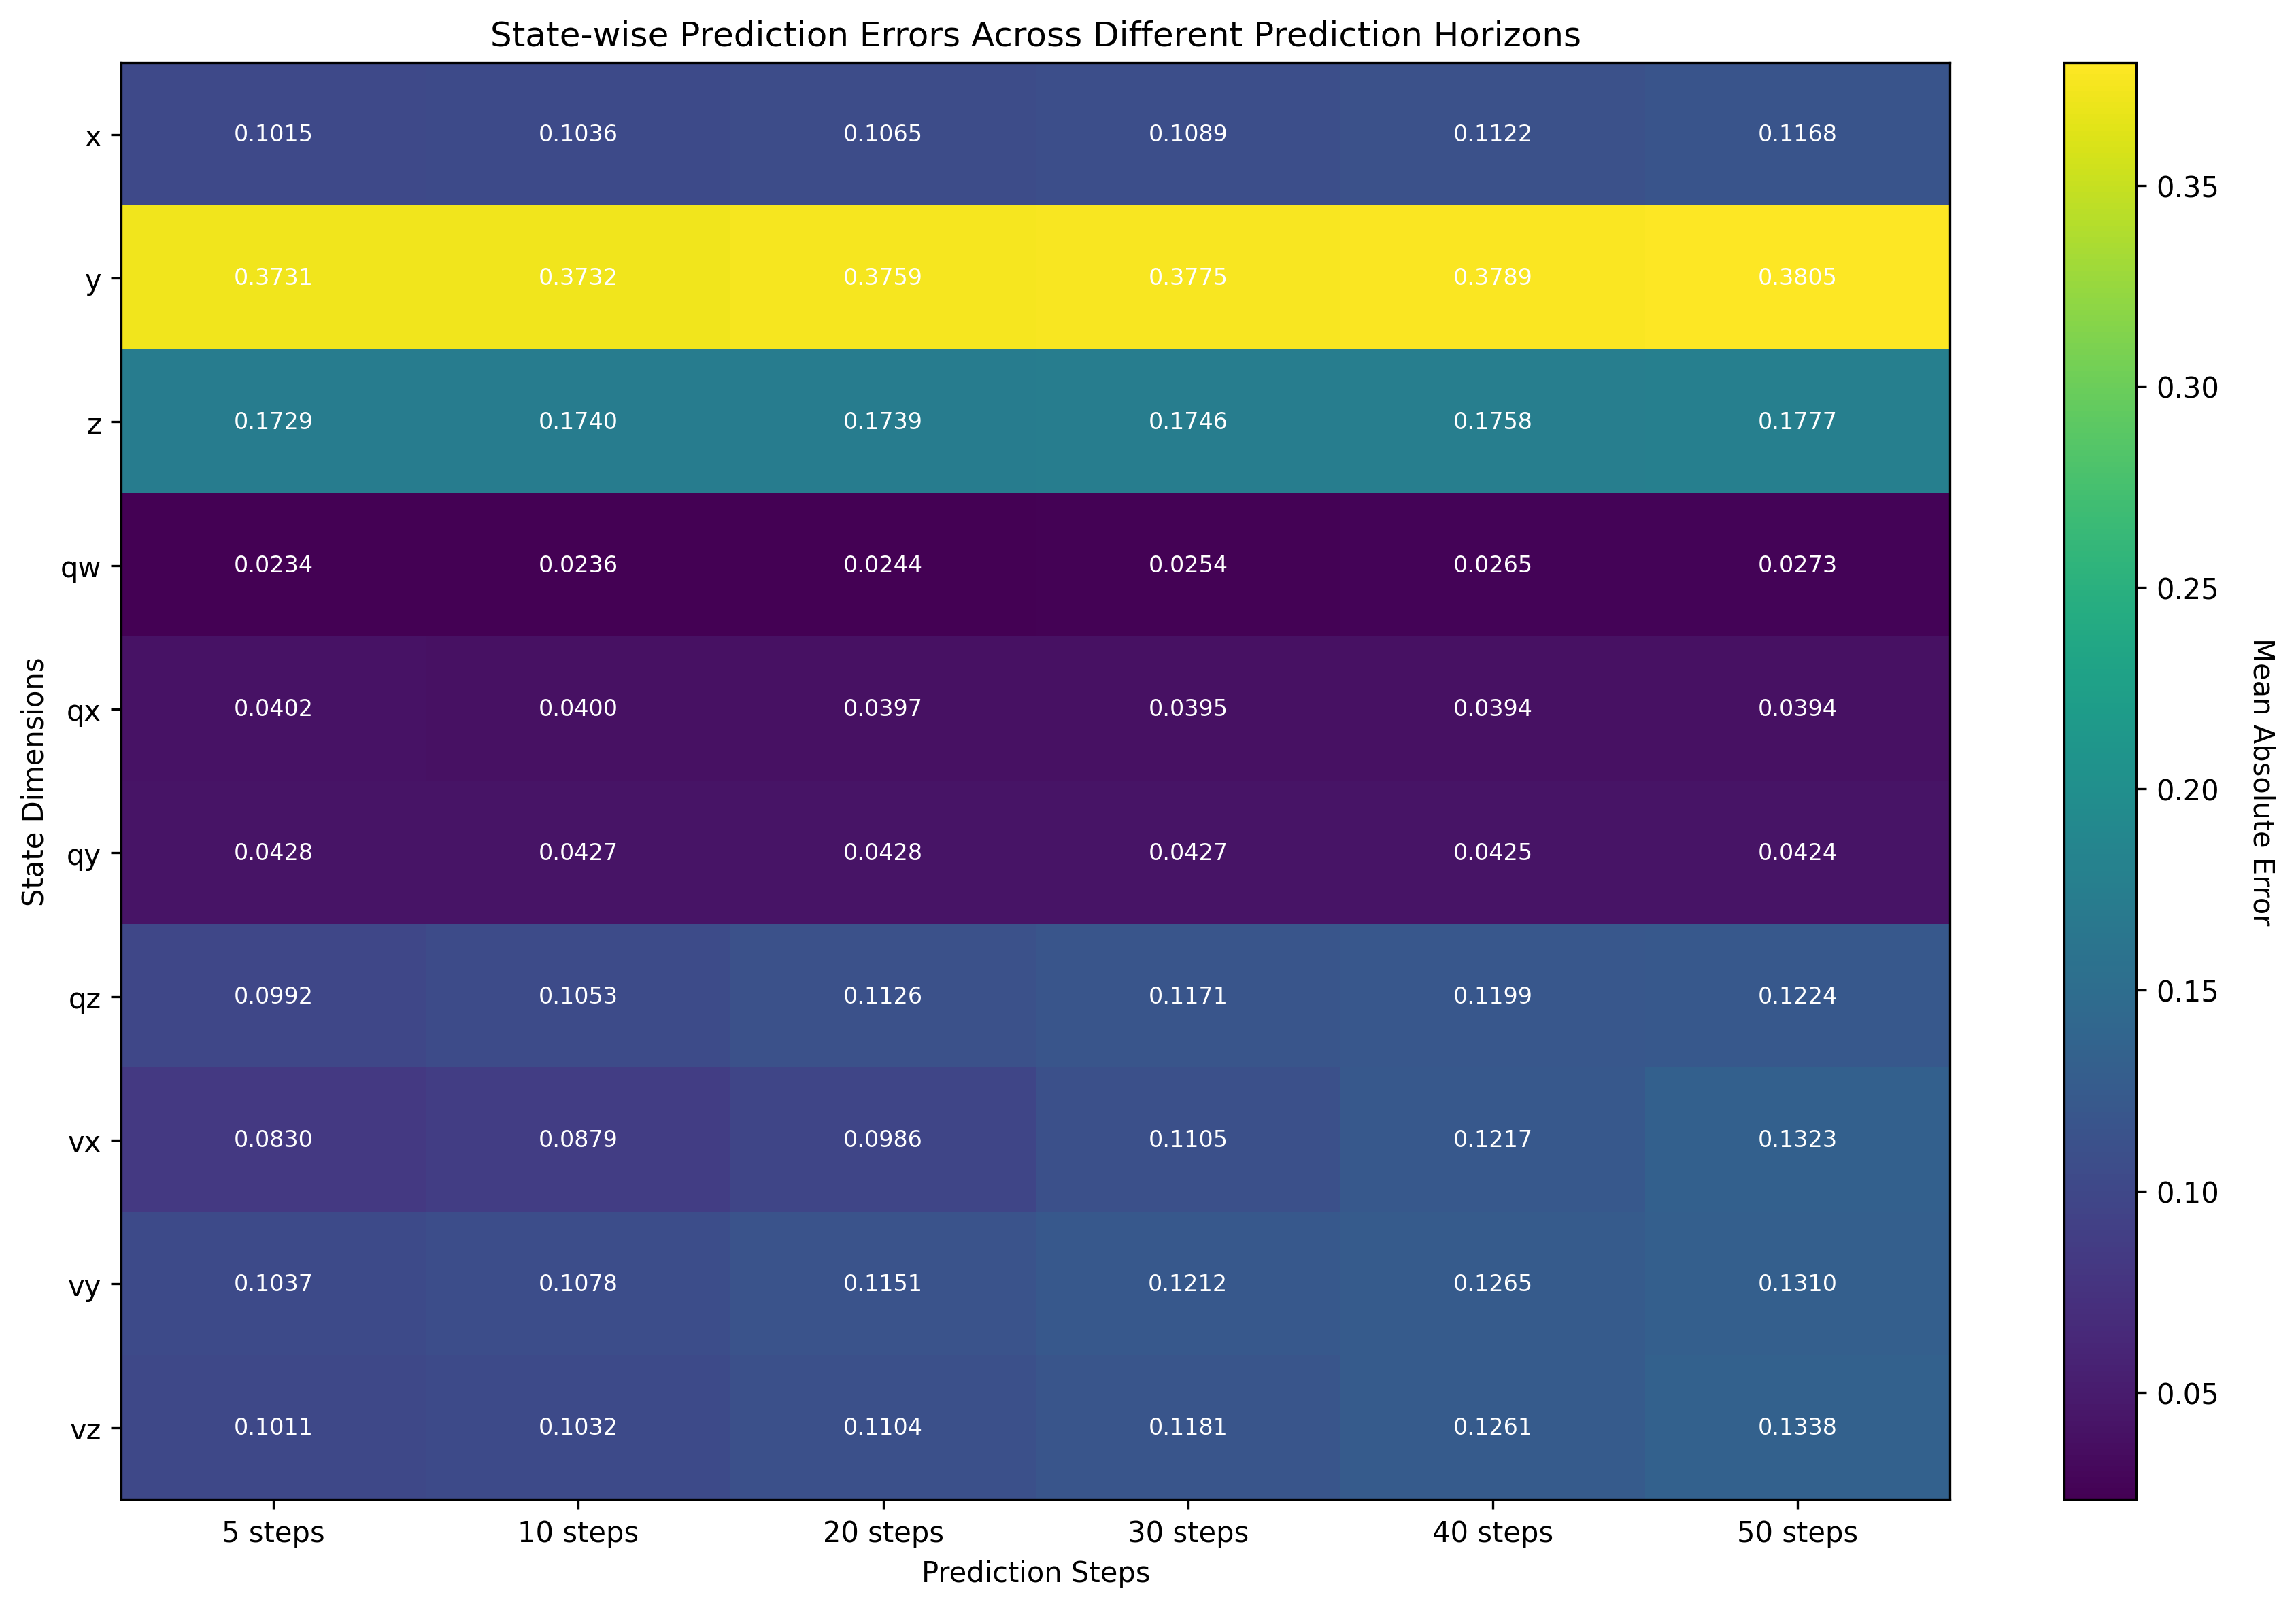 State-wise Prediction Errors Across Different Prediction Horizons
x 0.1015 0.1036 0.1065 0.1089 0.1122 0.1168
y 0.3731 0.3732 0.3759 0.3775 0.3789 0.3805
z 0.1729 0.1740 0.1739 0.1746 0.1758 0.1777
qw 0.0234 0.0236 0.0244 0.0254 0.0265 0.0273
qx 0.0402 0.0400 0.0397 0.0395 0.0394 0.0394
qy 0.0428 0.0427 0.0428 0.0427 0.0425 0.0424
qz 0.0992 0.1053 0.1126 0.1171 0.1199 0.1224
vx 0.0830 0.0879 0.0986 0.1105 0.1217 0.1323
vy 0.1037 0.1078 0.1151 0.1212 0.1265 0.1310
vz 0.1011 0.1032 0.1104 0.1181 0.1261 0.1338
5 steps 10 steps 20 steps 30 steps 40 steps 50 steps
Prediction Steps
State Dimensions
0.35
0.30
0.25
0.20
0.15
0.10
0.05
Mean Absolute Error